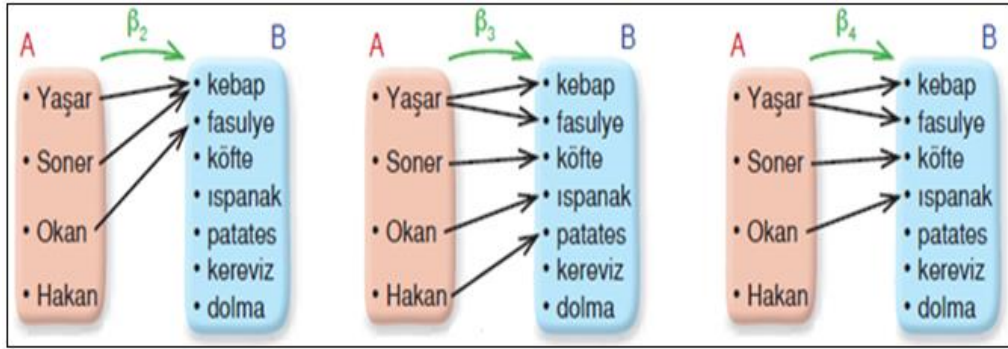 β2
A
B
• Yaşar
• Soner
• Okan
• Hakan
• kebap
• fasulye
• köfte
• ıspanak
• patates
• kereviz
• dolma
β3
A
B
• Yaşar
• Soner
• Okan
• Hakan
• kebap
• fasulye
• köfte
• ıspanak
• patates
• kereviz
• dolma
β4
A
B
• Yaşar
• Soner
• Okan
• Hakan
• kebap
• fasulye
• köfte
• ıspanak
• patates
• kereviz
• dolma